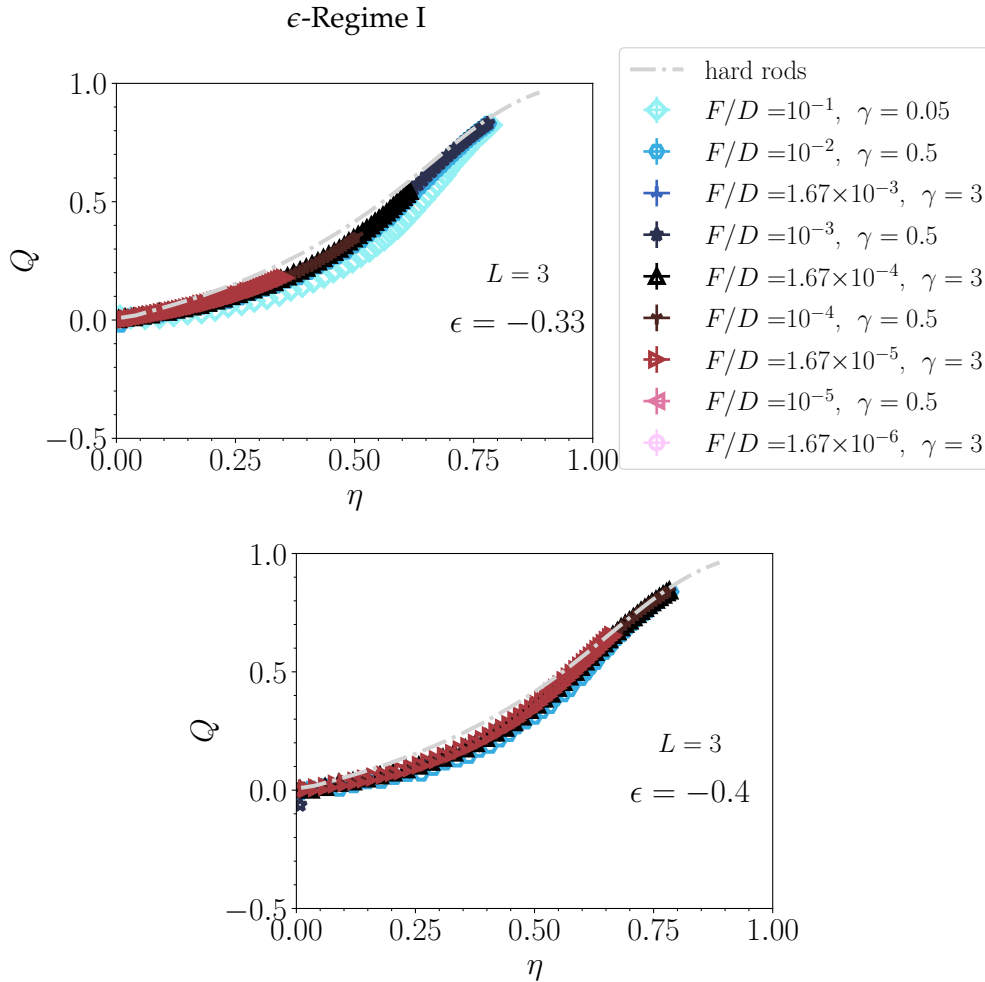 ϵ-Regime I
hard rods
F/D =10⁻¹, γ = 0.05
F/D =10⁻², γ = 0.5
F/D =1.67×10⁻³, γ = 3
F/D =10⁻³, γ = 0.5
F/D =1.67×10⁻⁴, γ = 3
F/D =10⁻⁴, γ = 0.5
F/D =1.67×10⁻⁵, γ = 3
F/D =10⁻⁵, γ = 0.5
F/D =1.67×10⁻⁶, γ = 3
1.0
0.5
0.0
−0.5
Q
L = 3
ϵ = −0.33
0.00 0.25 0.50 0.75 1.00
η
1.0
0.5
0.0
−0.5
Q
L = 3
ϵ = −0.4
0.00 0.25 0.50 0.75 1.00
η